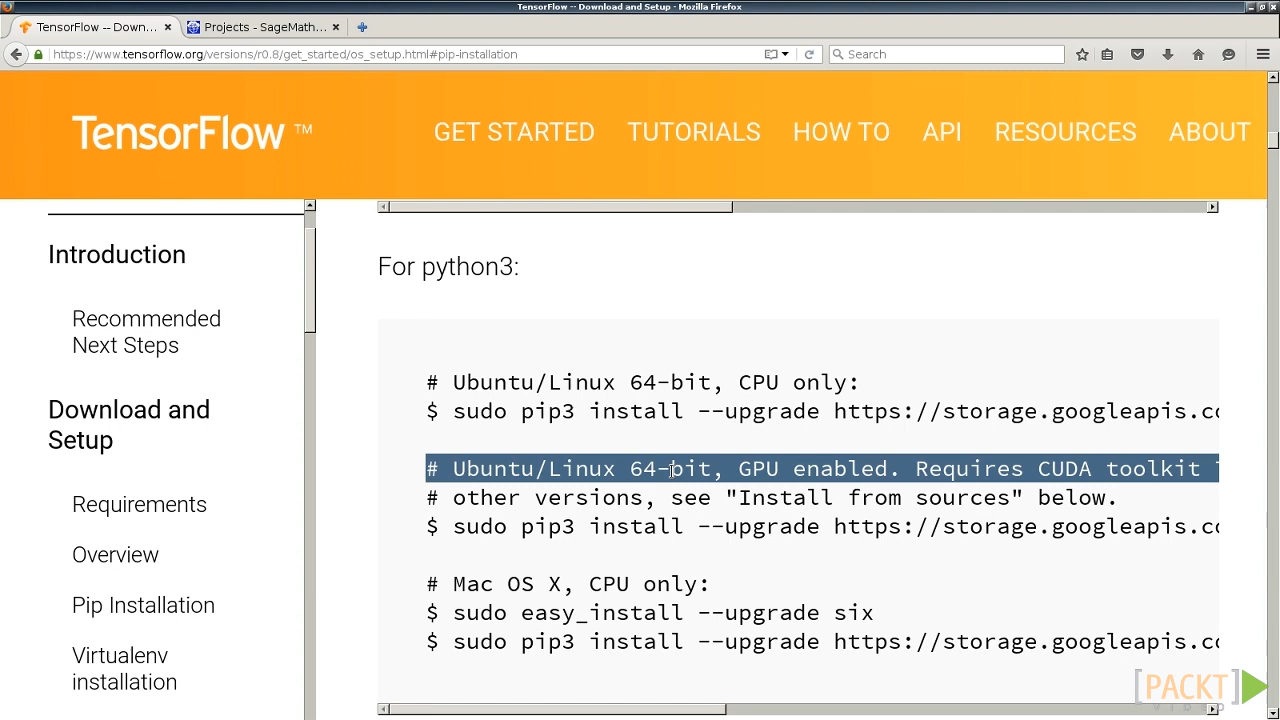 TensorFlow -- Download and Setup - Mozilla Firefox
TensorFlow -- Down...
Projects - SageMath...
https://www.tensorflow.org/versions/r0.8/get_started/os_setup.html#pip-installation
Search
TensorFlow ™
GET STARTED
TUTORIALS
HOW TO
API
RESOURCES
ABOUT
Introduction
Recommended
Next Steps
Download and
Setup
Requirements
Overview
Pip Installation
Virtualenv
installation
For python3:
# Ubuntu/Linux 64-bit, CPU only:
$ sudo pip3 install --upgrade https://storage.googleapis.co
# Ubuntu/Linux 64-bit, GPU enabled. Requires CUDA toolkit
# other versions, see "Install from sources" below.
$ sudo pip3 install --upgrade https://storage.googleapis.co
# Mac OS X, CPU only:
$ sudo easy_install --upgrade six
$ sudo pip3 install --upgrade https://storage.googleapis.co
[PACKT]
VIDEO